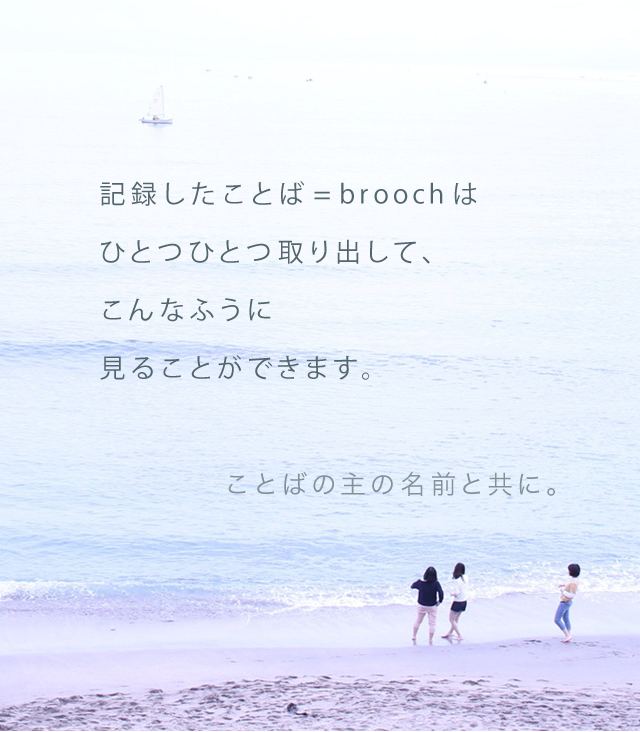 記録したことば=broochは
ひとつひとつ取り出して、
こんなふうに
見ることができます。
ことばの主の名前と共に。